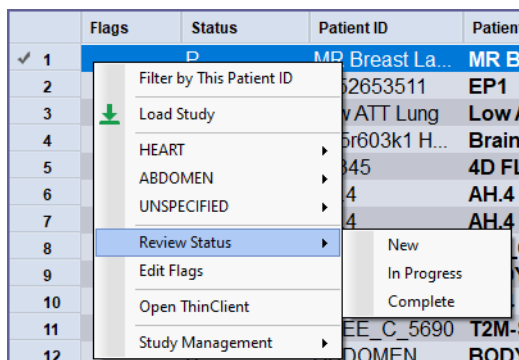 Flags Status Patient ID Patien
1 R MR Breast La... MR B
2 52653511 EP1
3 ATT Lung Low A
4 5r603k1 H... Brain
5 345 4D FL
6 .4 AH.4
7 .4 AH.4
8
9
10
11 EE_C_5690 T2M-
12 DOMEN BODY
Filter by This Patient ID
Load Study
HEART
ABDOMEN
UNSPECIFIED
Review Status
Edit Flags
Open ThinClient
Study Management
New
In Progress
Complete